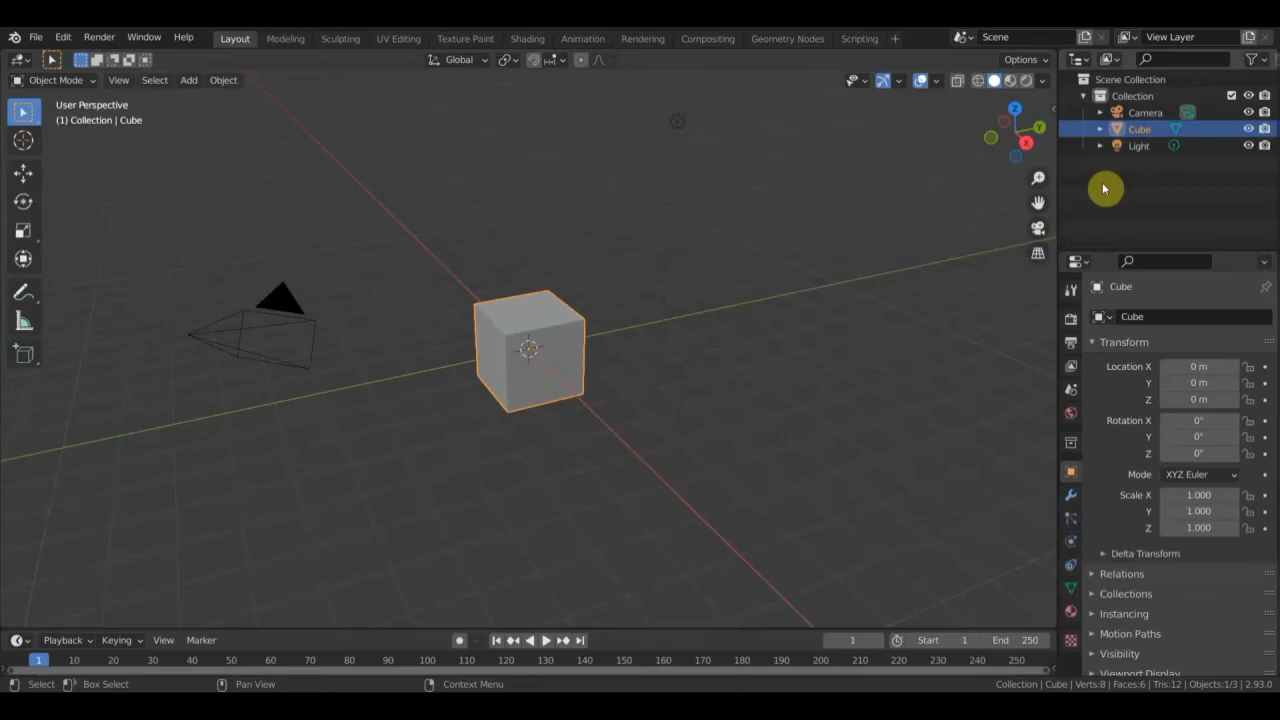 File Edit Render Window Help Layout Modeling Sculpting UV Editing Texture Paint Shading Animation Rendering Compositing Geometry Nodes Scripting + Scene View Layer
Global Options
Object Mode View Select Add Object
User Perspective
(1) Collection | Cube
Z
Y
X
Scene Collection
Collection
Camera
Cube
Light
Cube
Cube
Transform
Location X 0 m
Y 0 m
Z 0 m
Rotation X 0°
Y 0°
Z 0°
Mode XYZ Euler
Scale X 1.000
Y 1.000
Z 1.000
Delta Transform
Relations
Collections
Instancing
Motion Paths
Visibility
Viewport Display
Playback Keying View Marker 1 Start 1 End 250
1 10 20 30 40 50 60 70 80 90 100 110 120 130 140 150 160 170 180 190 200 210 220 230 240 250
Select Box Select Pan View Context Menu Collection | Cube | Verts:8 | Faces:6 | Tris:12 | Objects:1/3 | 2.93.0